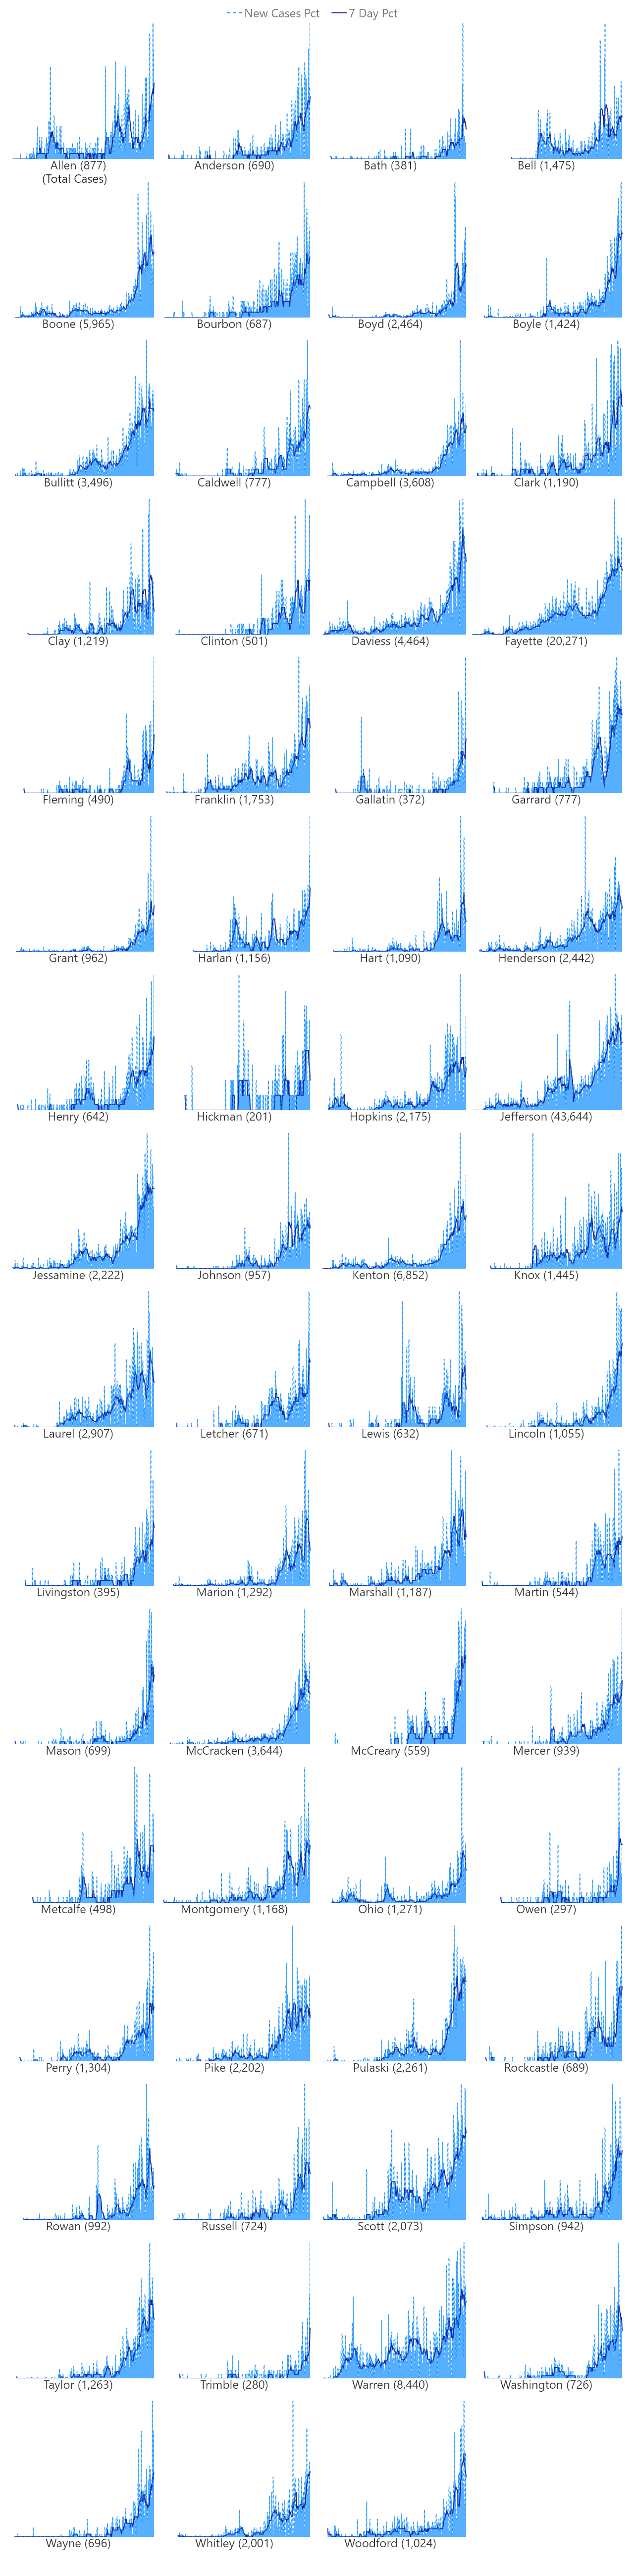 New Cases Pct 7 Day Pct
Allen (877) Anderson (690) Bath (381) Bell (1,475)
(Total Cases)
Boone (5,965) Bourbon (687) Boyd (2,464) Boyle (1,424)
Bullitt (3,496) Caldwell (777) Campbell (3,608) Clark (1,190)
Clay (1,219) Clinton (501) Daviess (4,464) Fayette (20,271)
Fleming (490) Franklin (1,753) Gallatin (372) Garrard (777)
Grant (962) Harlan (1,156) Hart (1,090) Henderson (2,442)
Henry (642) Hickman (201) Hopkins (2,175) Jefferson (43,644)
Jessamine (2,222) Johnson (957) Kenton (6,852) Knox (1,445)
Laurel (2,907) Letcher (671) Lewis (632) Lincoln (1,055)
Livingston (395) Marion (1,292) Marshall (1,187) Martin (544)
Mason (699) McCracken (3,644) McCreary (559) Mercer (939)
Metcalfe (498) Montgomery (1,168) Ohio (1,271) Owen (297)
Perry (1,304) Pike (2,202) Pulaski (2,261) Rockcastle (689)
Rowan (992) Russell (724) Scott (2,073) Simpson (942)
Taylor (1,263) Trimble (280) Warren (8,440) Washington (726)
Wayne (696) Whitley (2,001) Woodford (1,024)